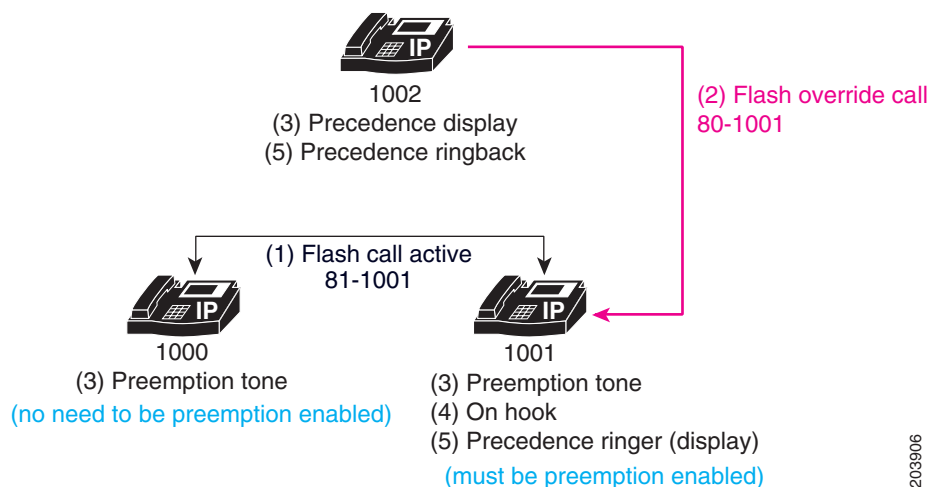 IP
1002
(3) Precedence display
(5) Precedence ringback
(2) Flash override call
80-1001
(1) Flash call active
81-1001
IP
1000
(3) Preemption tone
(no need to be preemption enabled)
IP
1001
(3) Preemption tone
(4) On hook
(5) Precedence ringer (display)
(must be preemption enabled)
203906